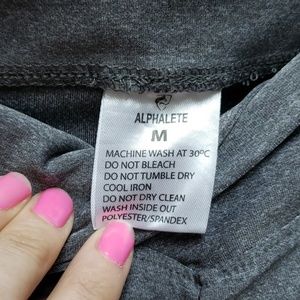 ALPHALETE
M
MACHINE WASH AT 30ºC
DO NOT BLEACH
DO NOT TUMBLE DRY
COOL IRON
DO NOT DRY CLEAN
WASH INSIDE OUT
POLYESTER/SPANDEX